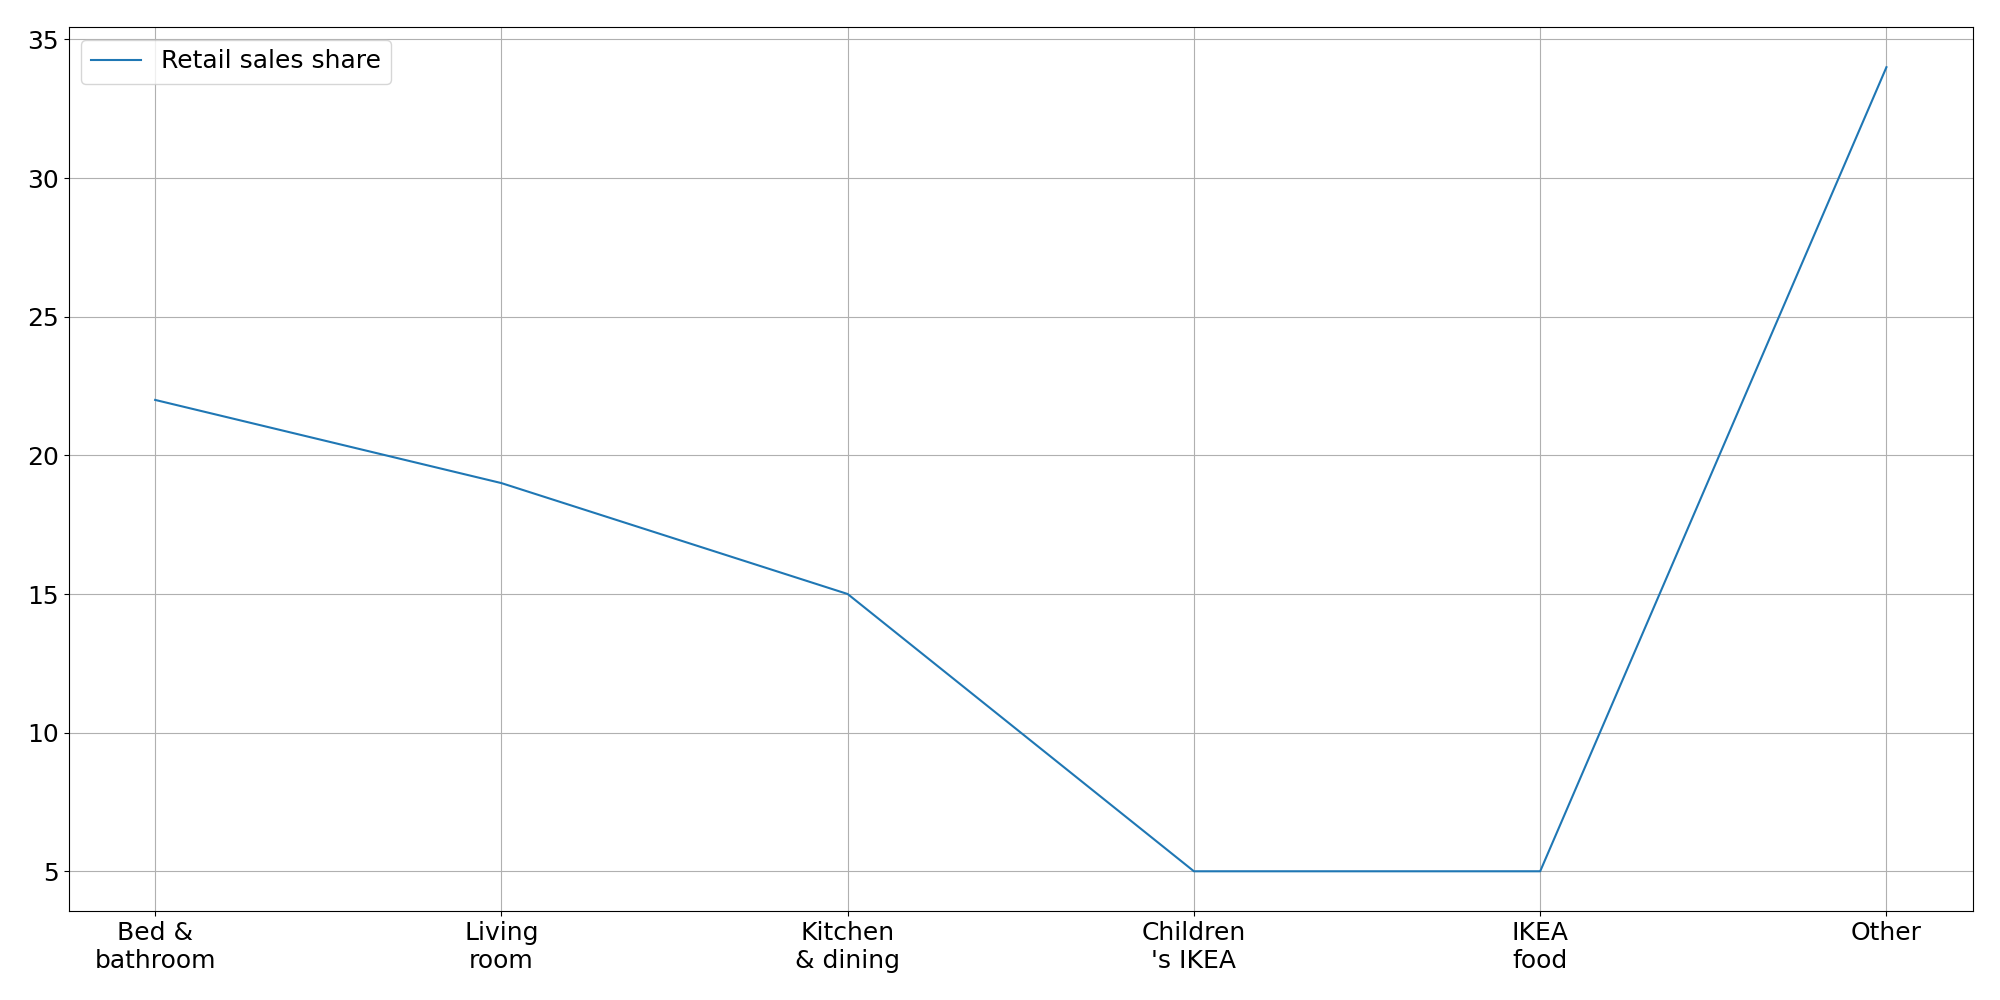 35
Retail sales share
30
25
20
15
10
5
Bed &
bathroom
Living
room
Kitchen
& dining
Children
's IKEA
IKEA
food
Other